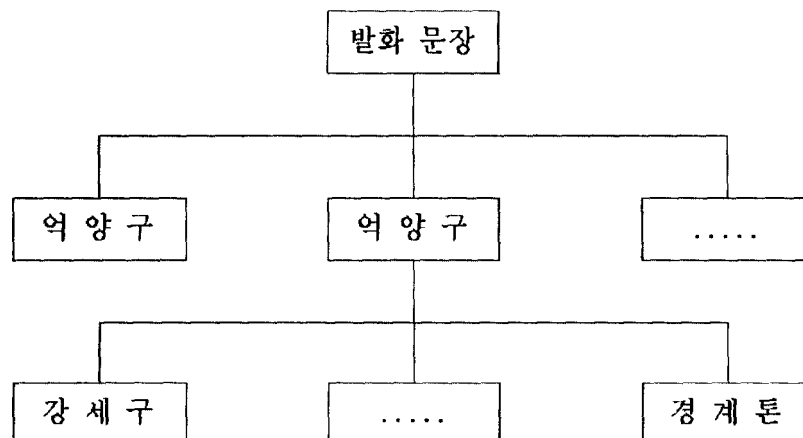 발화 문장
억 양 구 억 양 구 .....
강 세 구 ..... 경 계 톤